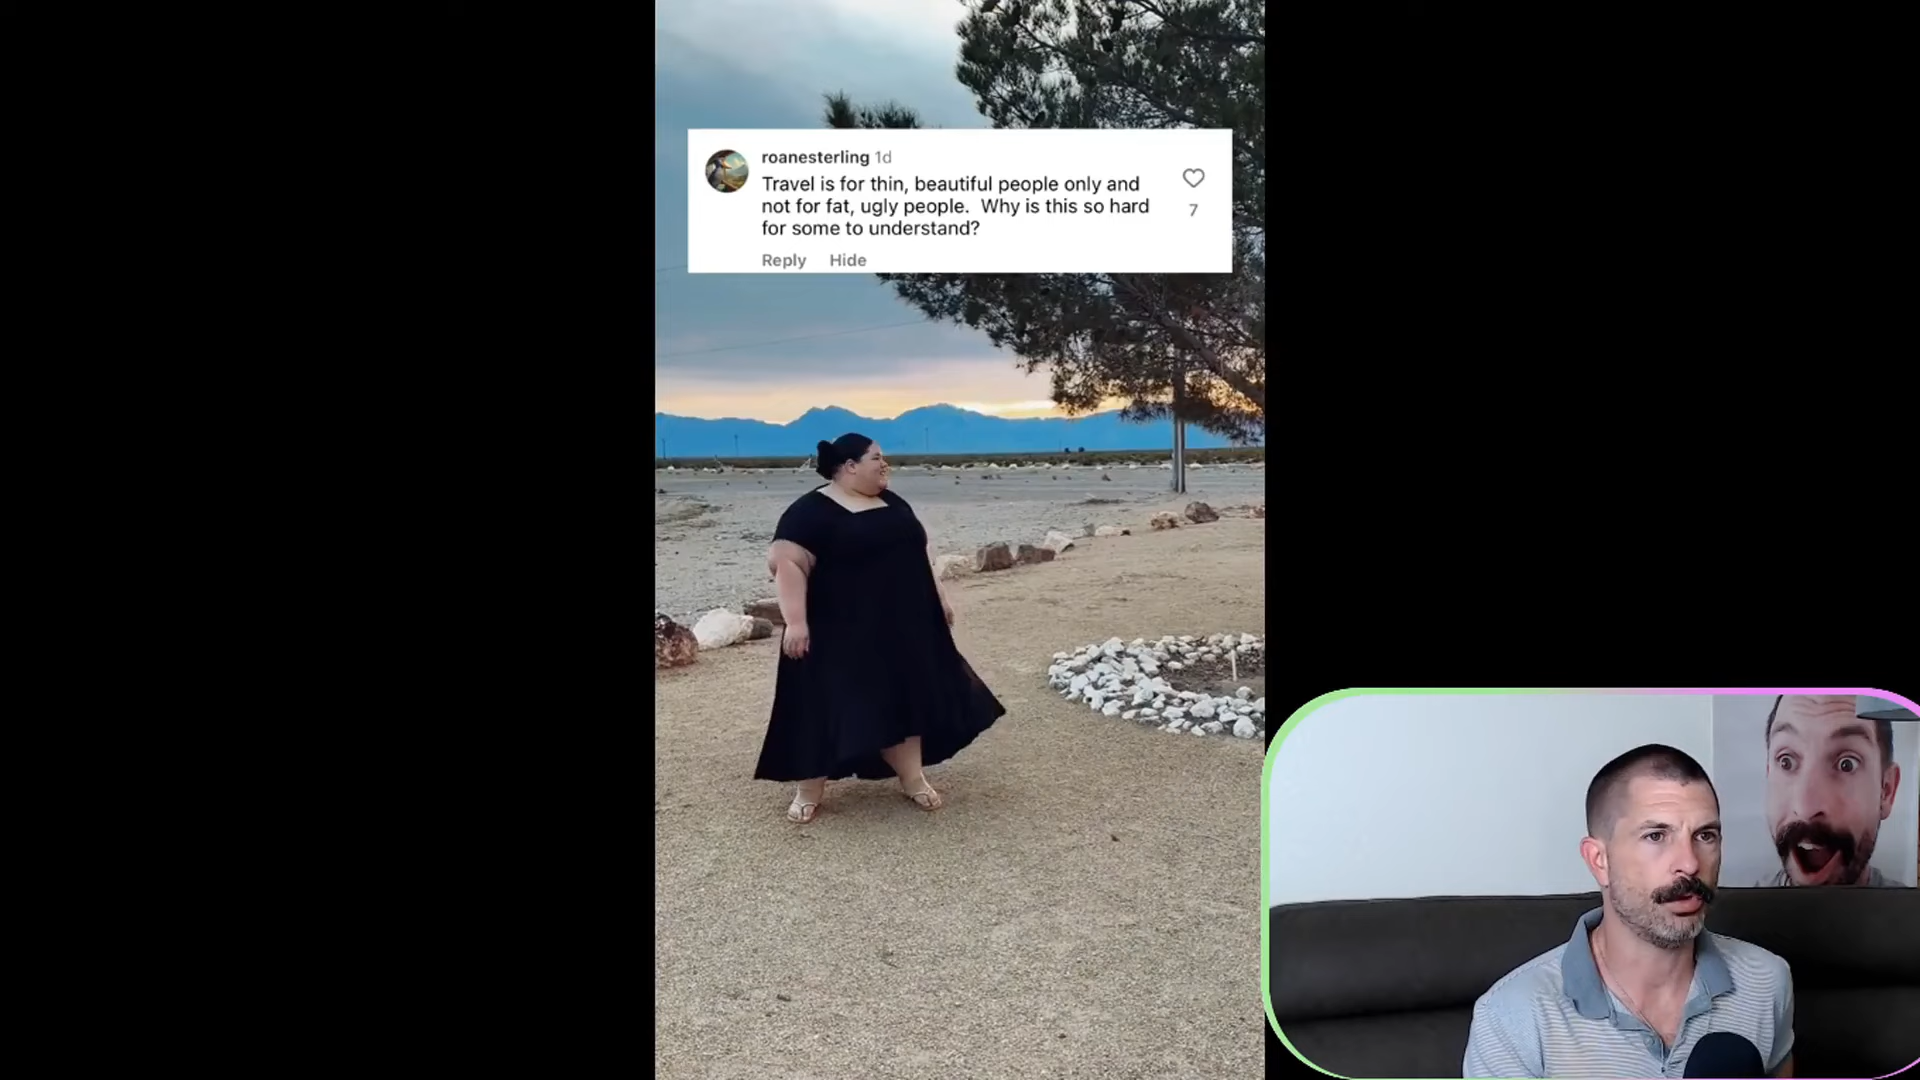 roanesterling 1d
Travel is for thin, beautiful people only and
not for fat, ugly people.  Why is this so hard
for some to understand?
7
Reply Hide